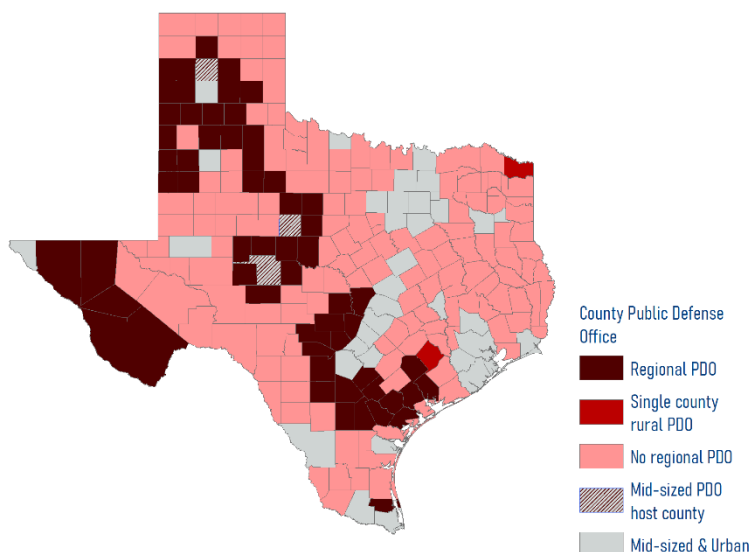 County Public Defense
Office
Regional PDO
Single county
rural PDO
No regional PDO
Mid-sized PDO
host county
Mid-sized & Urban